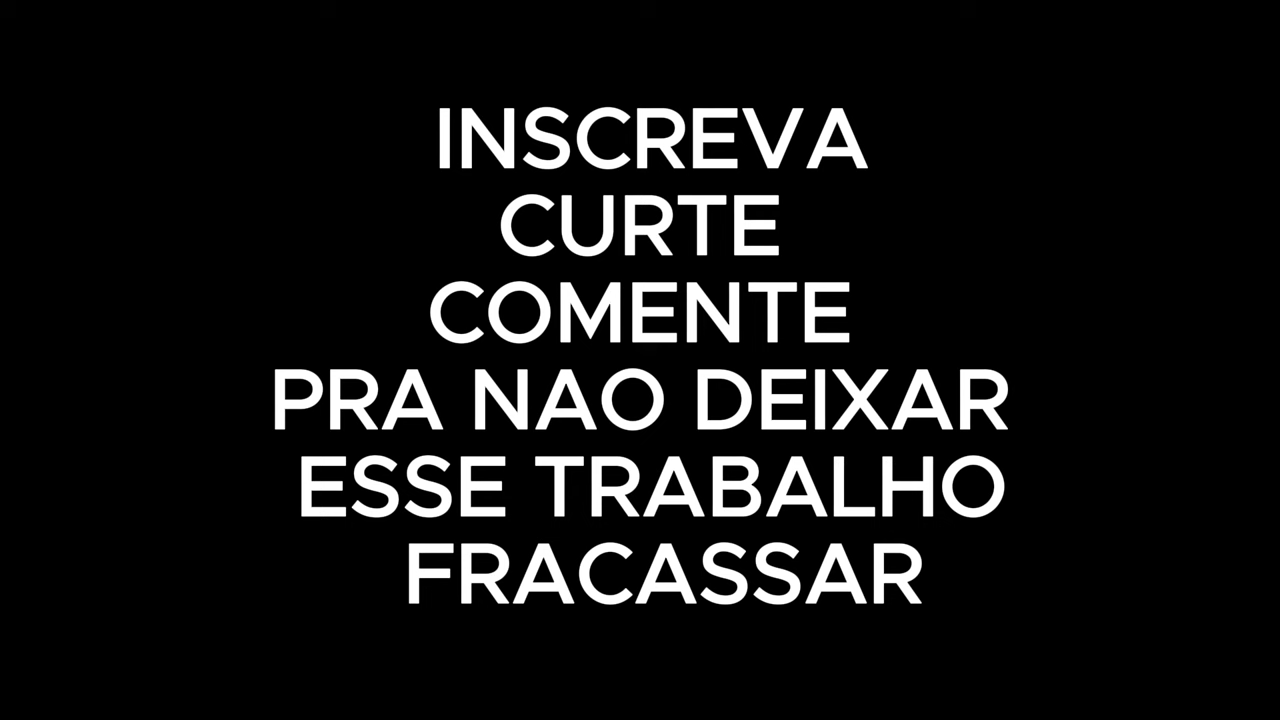 INSCREVA
CURTE
COMENTE
PRA NAO DEIXAR
ESSE TRABALHO
FRACASSAR